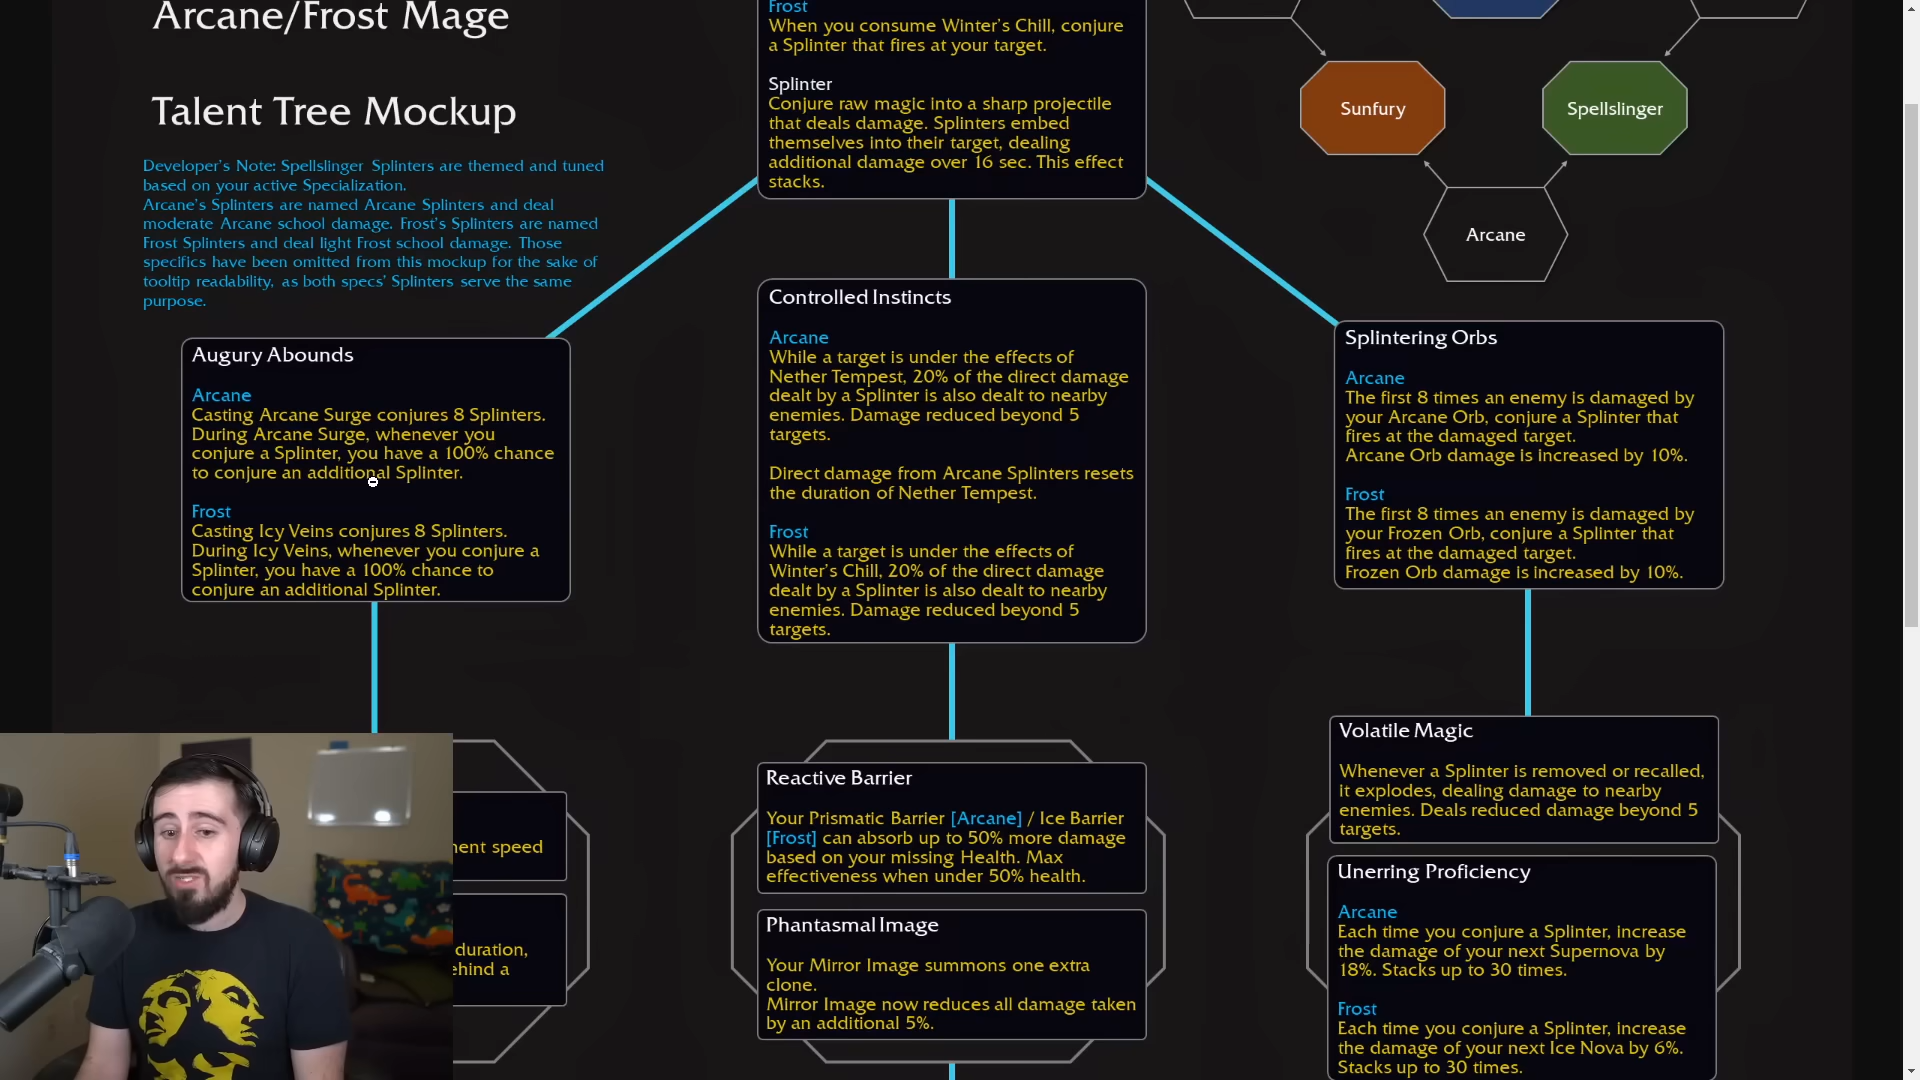 Arcane/Frost Mage
Talent Tree Mockup
Developer's Note: Spellslinger Splinters are themed and tuned
based on your active Specialization.
Arcane's Splinters are named Arcane Splinters and deal
moderate Arcane school damage. Frost's Splinters are named
Frost Splinters and deal light Frost school damage. Those
specifics have been omitted from this mockup for the sake of
tooltip readability, as both specs' Splinters serve the same
purpose.
Frost
When you consume Winter's Chill, conjure
a Splinter that fires at your target.
Splinter
Conjure raw magic into a sharp projectile
that deals damage. Splinters embed
themselves into their target, dealing
additional damage over 16 sec. This effect
stacks.
Sunfury
Spellslinger
Arcane
Augury Abounds
Arcane
Casting Arcane Surge conjures 8 Splinters.
During Arcane Surge, whenever you
conjure a Splinter, you have a 100% chance
to conjure an additional Splinter.
Frost
Casting Icy Veins conjures 8 Splinters.
During Icy Veins, whenever you conjure a
Splinter, you have a 100% chance to
conjure an additional Splinter.
Controlled Instincts
Arcane
While a target is under the effects of
Nether Tempest, 20% of the direct damage
dealt by a Splinter is also dealt to nearby
enemies. Damage reduced beyond 5
targets.
Direct damage from Arcane Splinters resets
the duration of Nether Tempest.
Frost
While a target is under the effects of
Winter's Chill, 20% of the direct damage
dealt by a Splinter is also dealt to nearby
enemies. Damage reduced beyond 5
targets.
Splintering Orbs
Arcane
The first 8 times an enemy is damaged by
your Arcane Orb, conjure a Splinter that
fires at the damaged target.
Arcane Orb damage is increased by 10%.
Frost
The first 8 times an enemy is damaged by
your Frozen Orb, conjure a Splinter that
fires at the damaged target.
Frozen Orb damage is increased by 10%.
speed
duration,
a
Reactive Barrier
Your Prismatic Barrier [Arcane] / Ice Barrier
[Frost] can absorb up to 50% more damage
based on your missing Health. Max
effectiveness when under 50% health.
Phantasmal Image
Your Mirror Image summons one extra
clone.
Mirror Image now reduces all damage taken
by an additional 5%.
Volatile Magic
Whenever a Splinter is removed or recalled,
it explodes, dealing damage to nearby
enemies. Deals reduced damage beyond 5
targets.
Unerring Proficiency
Arcane
Each time you conjure a Splinter, increase
the damage of your next Supernova by
18%. Stacks up to 30 times.
Frost
Each time you conjure a Splinter, increase
the damage of your next Ice Nova by 6%.
Stacks up to 30 times.